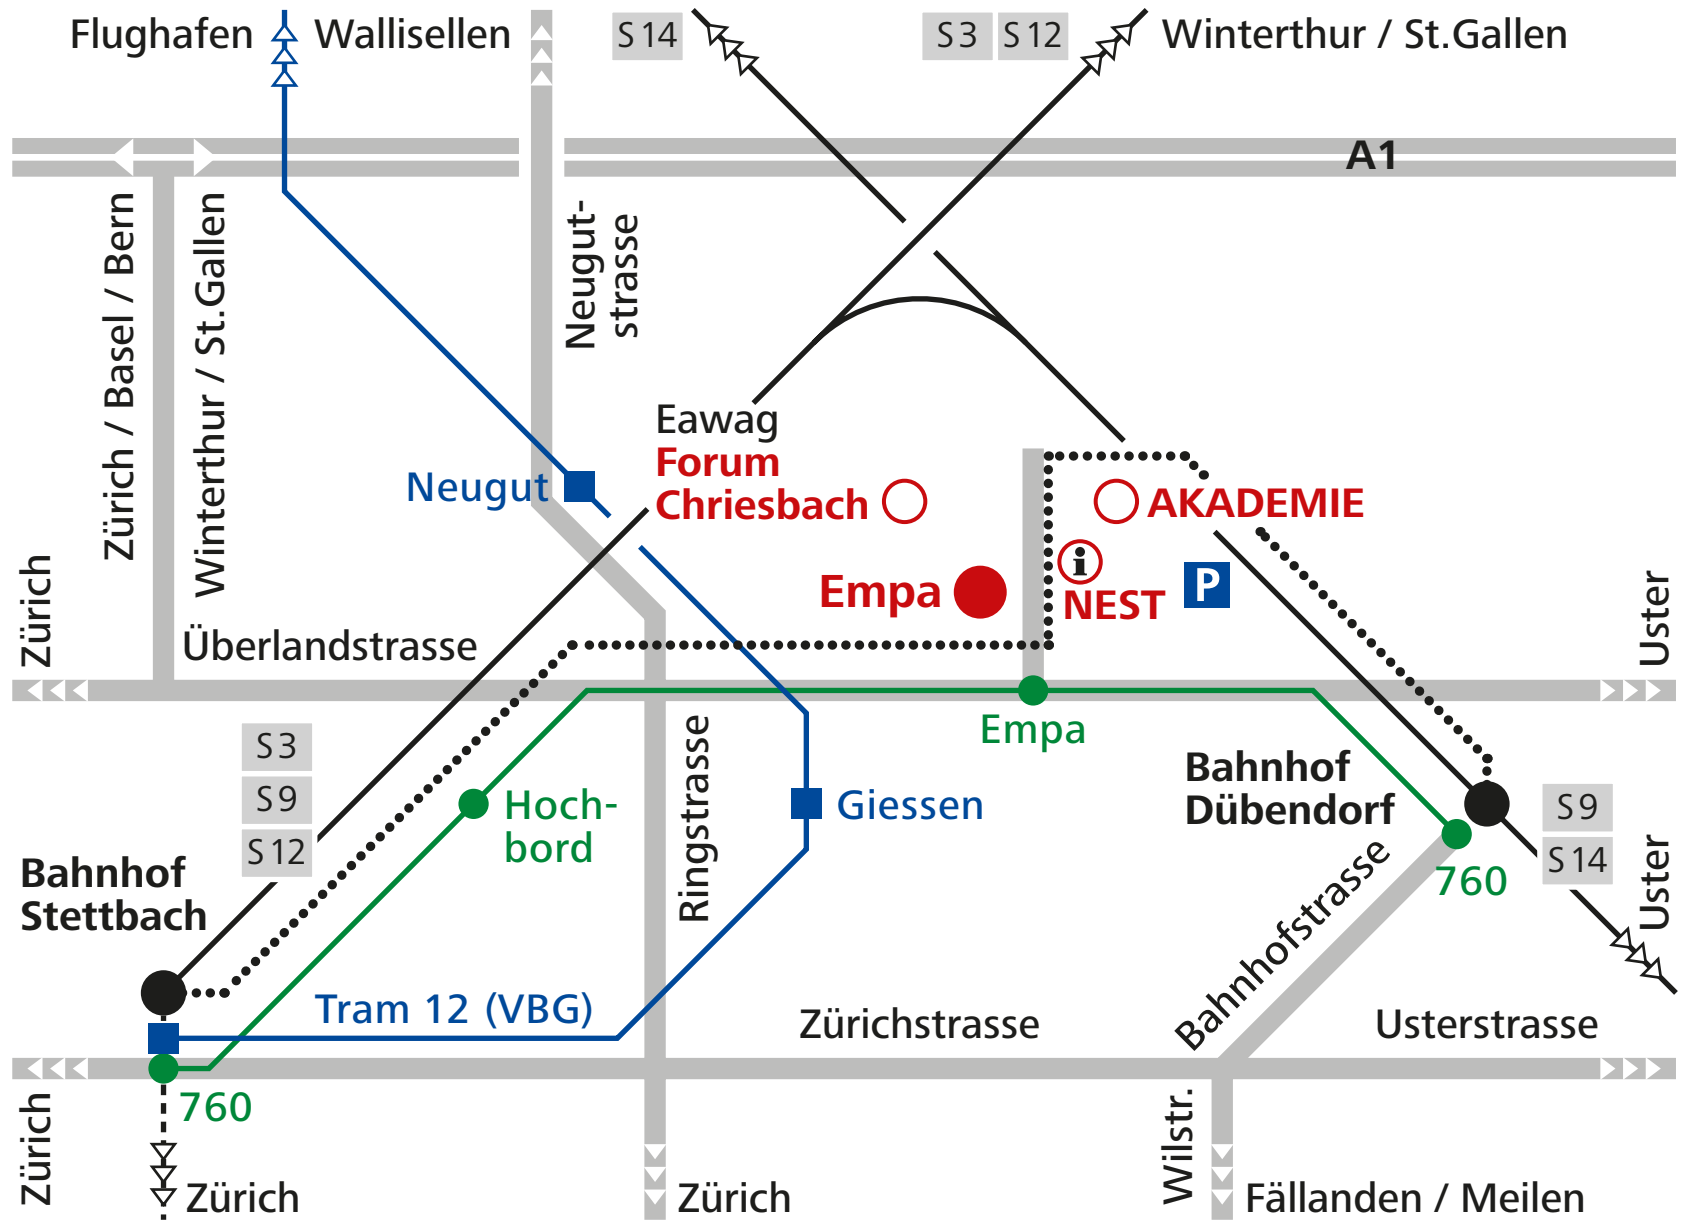 Flughafen
Wallisellen
S 14
S 3
S 12
Winterthur / St.Gallen
A1
Zürich / Basel / Bern
Winterthur / St.Gallen
Neugut-
strasse
Eawag
Forum
Chriesbach
Neugut
AKADEMIE
i
NEST
P
Empa
Zürich
Überlandstrasse
Uster
Empa
S 3
S 9
S 12
Hoch-
bord
Ringstrasse
Giessen
Bahnhof
Dübendorf
S 9
S 14
760
Uster
Bahnhof
Stettbach
Bahnhofstrasse
Tram 12 (VBG)
Zürichstrasse
Usterstrasse
760
Zürich
Zürich
Zürich
Wilstr.
Fällanden / Meilen